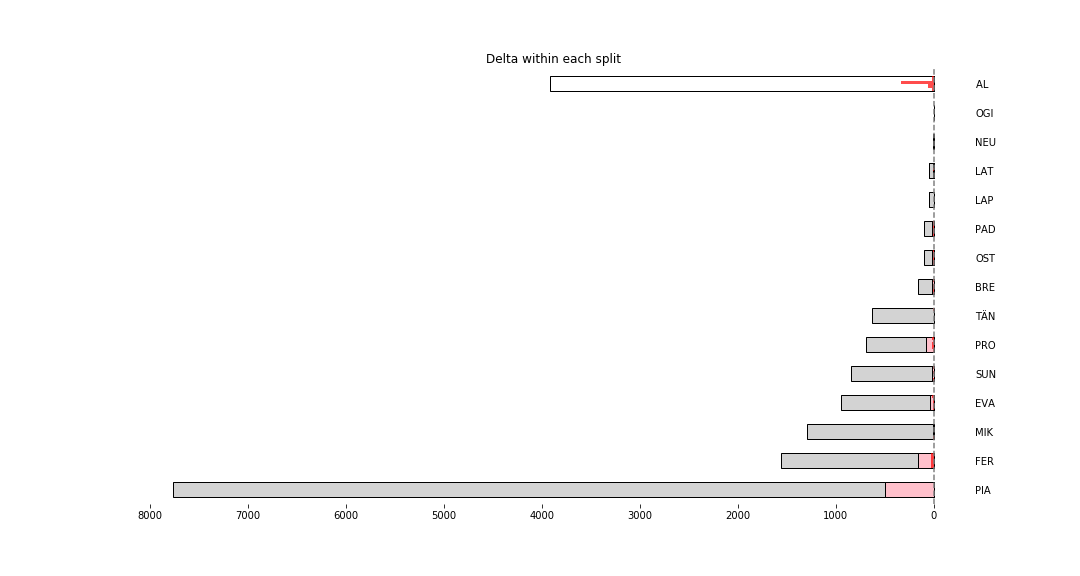 Delta within each split
AL
OGI
NEU
LAT
LAP
PAD
OST
BRE
TÄN
PRO
SUN
EVA
MIK
FER
PIA
8000 7000 6000 5000 4000 3000 2000 1000 0